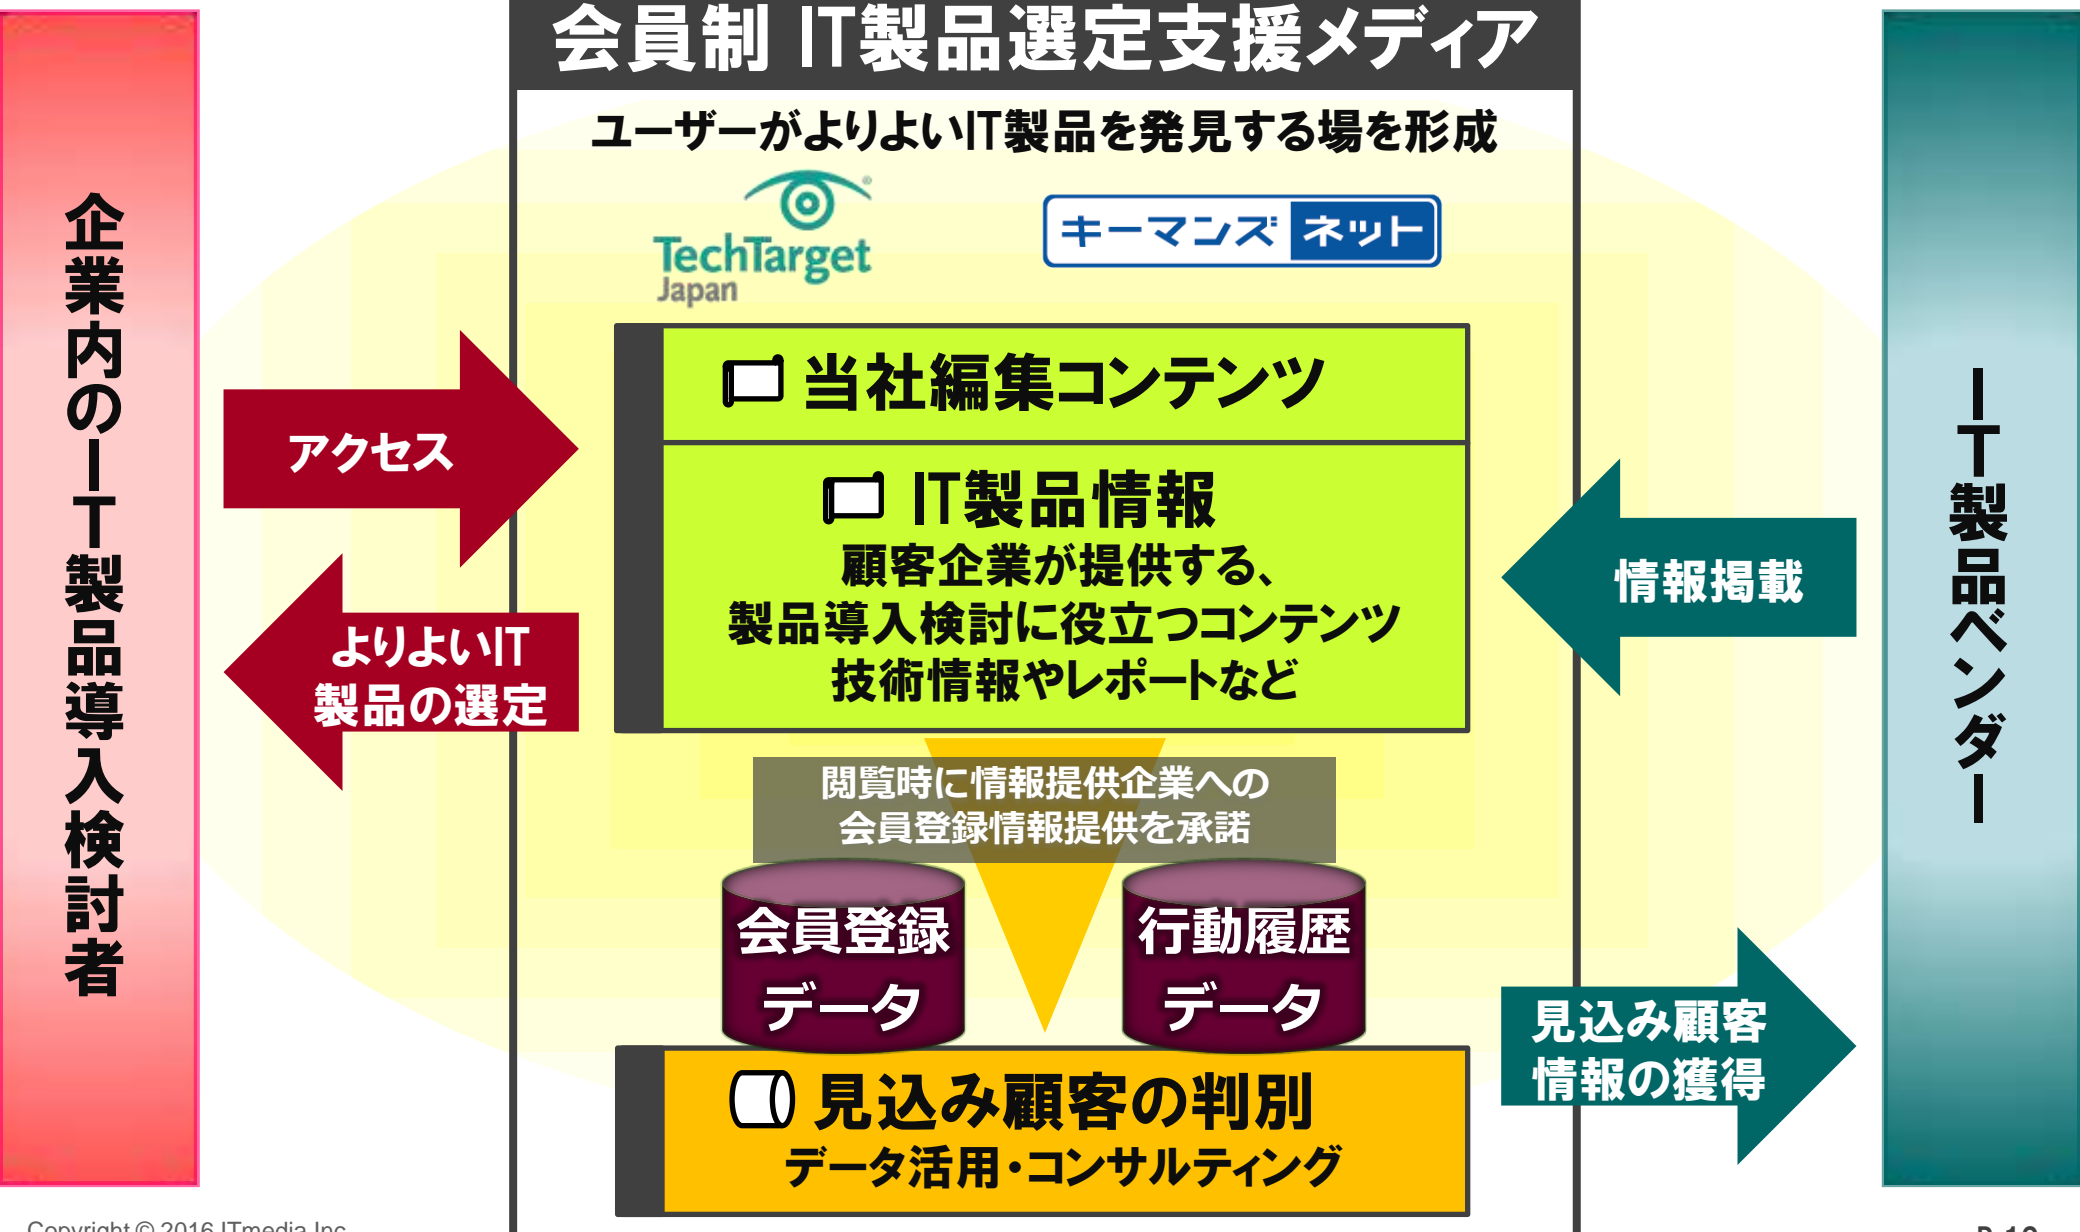 会員制 IT製品選定支援メディア
ユーザーがよりよいIT製品を発見する場を形成
TechTarget
Japan
キーマンズネット
企業内のIT製品導入検討者
アクセス
よりよいIT
製品の選定
当社編集コンテンツ
IT製品情報
顧客企業が提供する、
製品導入検討に役立つコンテンツ
技術情報やレポートなど
情報掲載
IT製品ベンダー
閲覧時に情報提供企業への
会員登録情報提供を承諾
会員登録
データ
行動履歴
データ
見込み顧客
情報の獲得
見込み顧客の判別
データ活用・コンサルティング
Copyright © 2016 ITmedia Inc